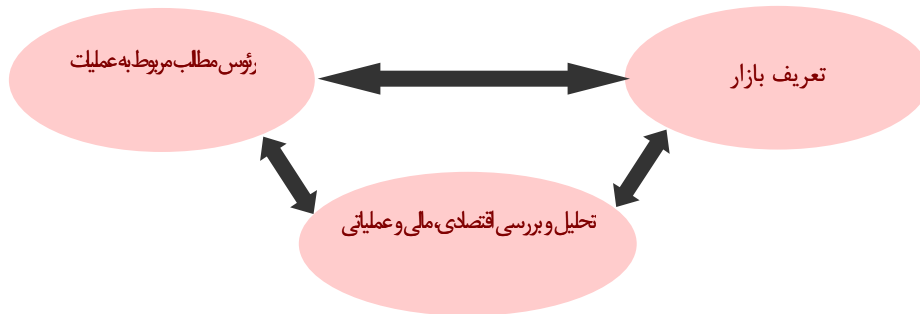 تعریف بازار
رئوس مطالب مربوط به عملیات
تحلیل و بررسی اقتصادی، مالی و عملیاتی